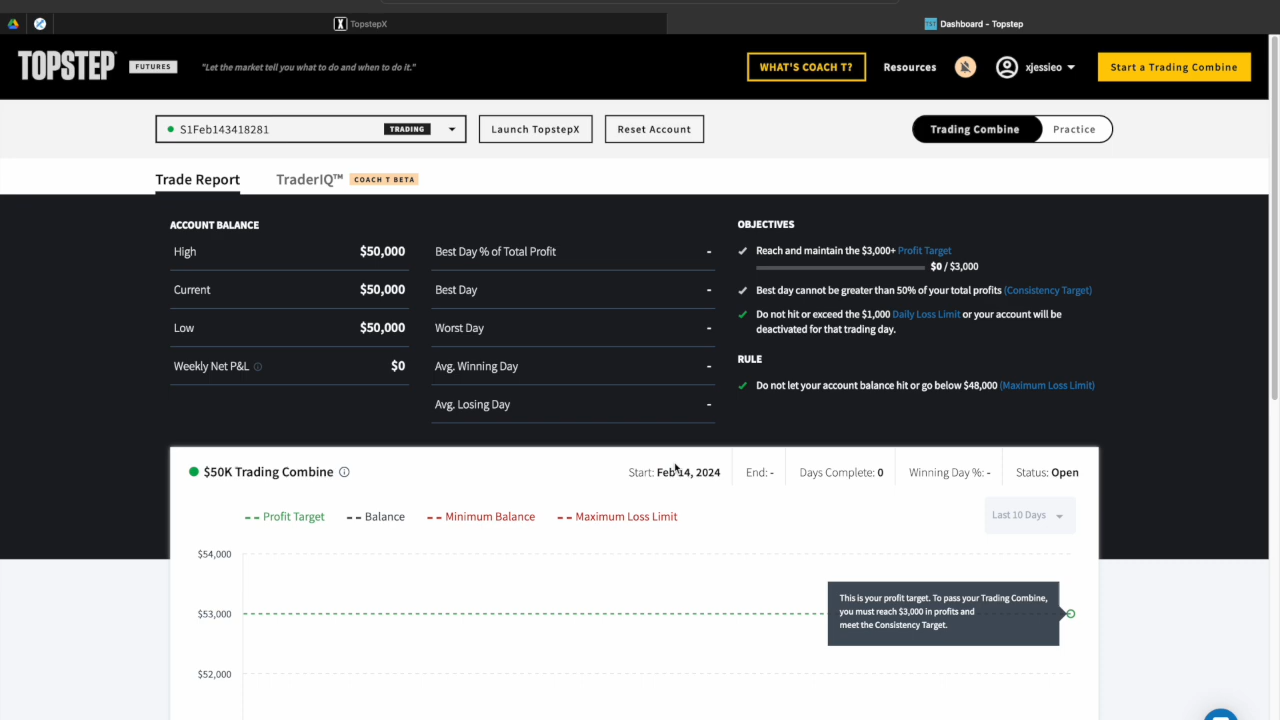 TopstepX
Dashboard - Topstep
TOPSTEP
FUTURES
"Let the market tell you what to do and when to do it."
WHAT'S COACH T?
Resources
xjessieo
Start a Trading Combine
S1Feb143418281
TRADING
Launch TopstepX
Reset Account
Trading Combine
Practice
Trade Report
TraderIQ™
COACH T BETA
ACCOUNT BALANCE
High $50,000
Current $50,000
Low $50,000
Weekly Net P&L $0
Best Day % of Total Profit -
Best Day -
Worst Day -
Avg. Winning Day -
Avg. Losing Day -
OBJECTIVES
Reach and maintain the $3,000+ Profit Target
$0 / $3,000
Best day cannot be greater than 50% of your total profits (Consistency Target)
Do not hit or exceed the $1,000 Daily Loss Limit or your account will be
deactivated for that trading day.
RULE
Do not let your account balance hit or go below $48,000 (Maximum Loss Limit)
$50K Trading Combine
Start: Feb 14, 2024
End: -
Days Complete: 0
Winning Day %: -
Status: Open
Profit Target
Balance
Minimum Balance
Maximum Loss Limit
Last 10 Days
$54,000
$53,000
This is your profit target. To pass your Trading Combine,
you must reach $3,000 in profits and
meet the Consistency Target.
$52,000